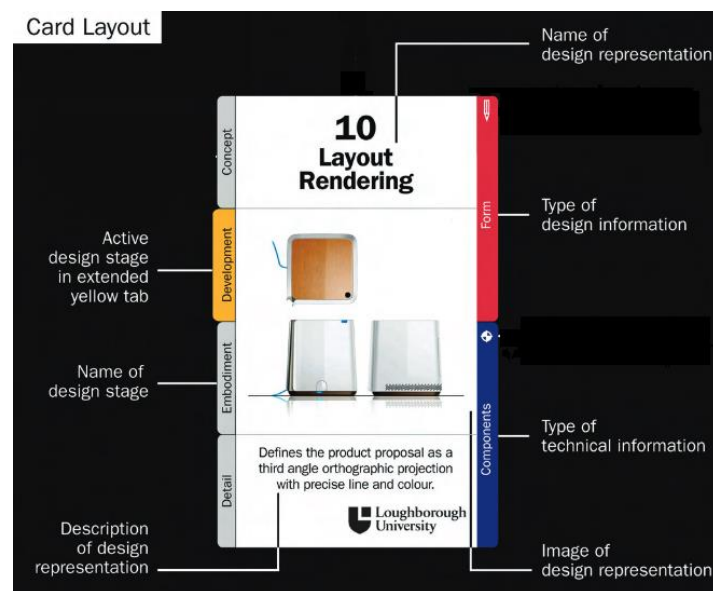 Card Layout
Name of
design representation
Concept
10
Layout
Rendering
Form
Type of
design information
Active
design stage
in extended
yellow tab
Development
Name of
design stage
Embodiment
Components
Type of
technical information
Detail
Defines the product proposal as a
third angle orthographic projection
with precise line and colour.
Loughborough
University
Description
of design
representation
Image of
design representation